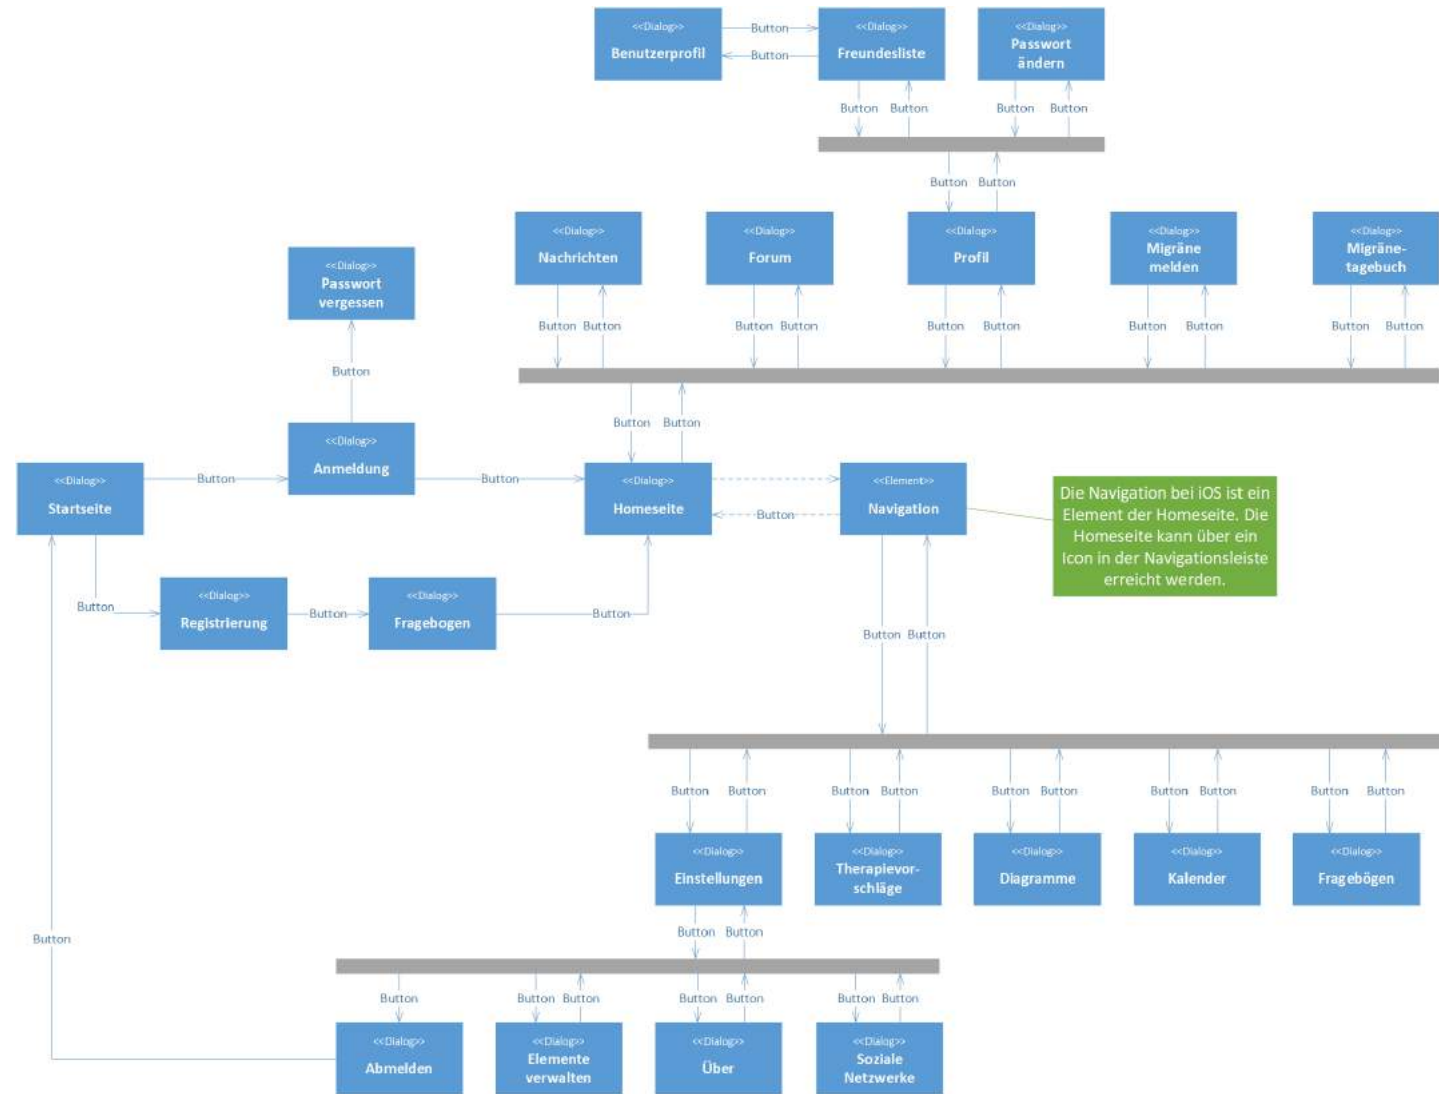 <<Dialog>>
Benutzerprofil
Button
Button
<<Dialog>>
Freundesliste
<<Dialog>>
Passwort
ändern
Button Button
Button Button
Button Button
<<Dialog>>
Nachrichten
<<Dialog>>
Forum
<<Dialog>>
Profil
<<Dialog>>
Migräne
melden
<<Dialog>>
Migräne-
tagebuch
<<Dialog>>
Passwort
vergessen
Button Button
Button Button
Button Button
Button Button
Button Button
Button
Button Button
<<Dialog>>
Startseite
Button
<<Dialog>>
Anmeldung
Button
<<Dialog>>
Homeseite
Button
<<Element>>
Navigation
Die Navigation bei iOS ist ein
Element der Homeseite. Die
Homeseite kann über ein
Icon in der Navigationsleiste
erreicht werden.
Button
<<Dialog>>
Registrierung
Button
<<Dialog>>
Fragebogen
Button
Button Button
Button Button
Button Button
Button Button
Button Button
Button Button
<<Dialog>>
Einstellungen
<<Dialog>>
Therapievor-
schläge
<<Dialog>>
Diagramme
<<Dialog>>
Kalender
<<Dialog>>
Fragebögen
Button
Button Button
Button
Button Button
Button Button
Button Button
<<Dialog>>
Abmelden
<<Dialog>>
Elemente
verwalten
<<Dialog>>
Über
<<Dialog>>
Soziale
Netzwerke